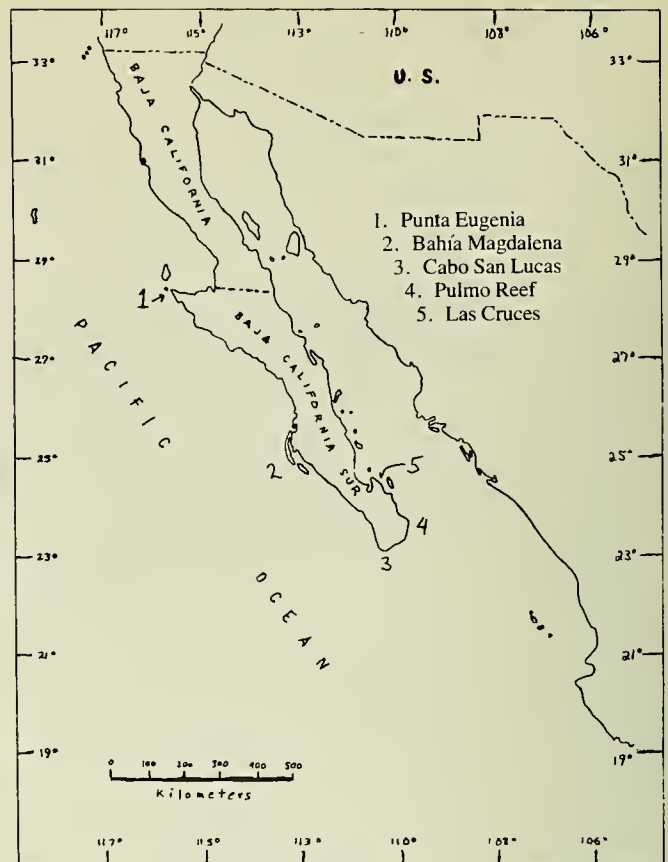 117° 115° 113° 110° 108° 106°
33° 33°
U. S.
BAJA CALIFORNIA
31° 31°
1. Punta Eugenia
2. Bahía Magdalena
3. Cabo San Lucas
4. Pulmo Reef
5. Las Cruces
29° 29°
1
BAJA CALIFORNIA SUR
27° 27°
PACIFIC
25° 25°
2
5
4
23° 23°
3
OCEAN
21° 21°
19° 19°
0 100 200 300 400 500
Kilometers
117° 115° 113° 110° 108° 106°